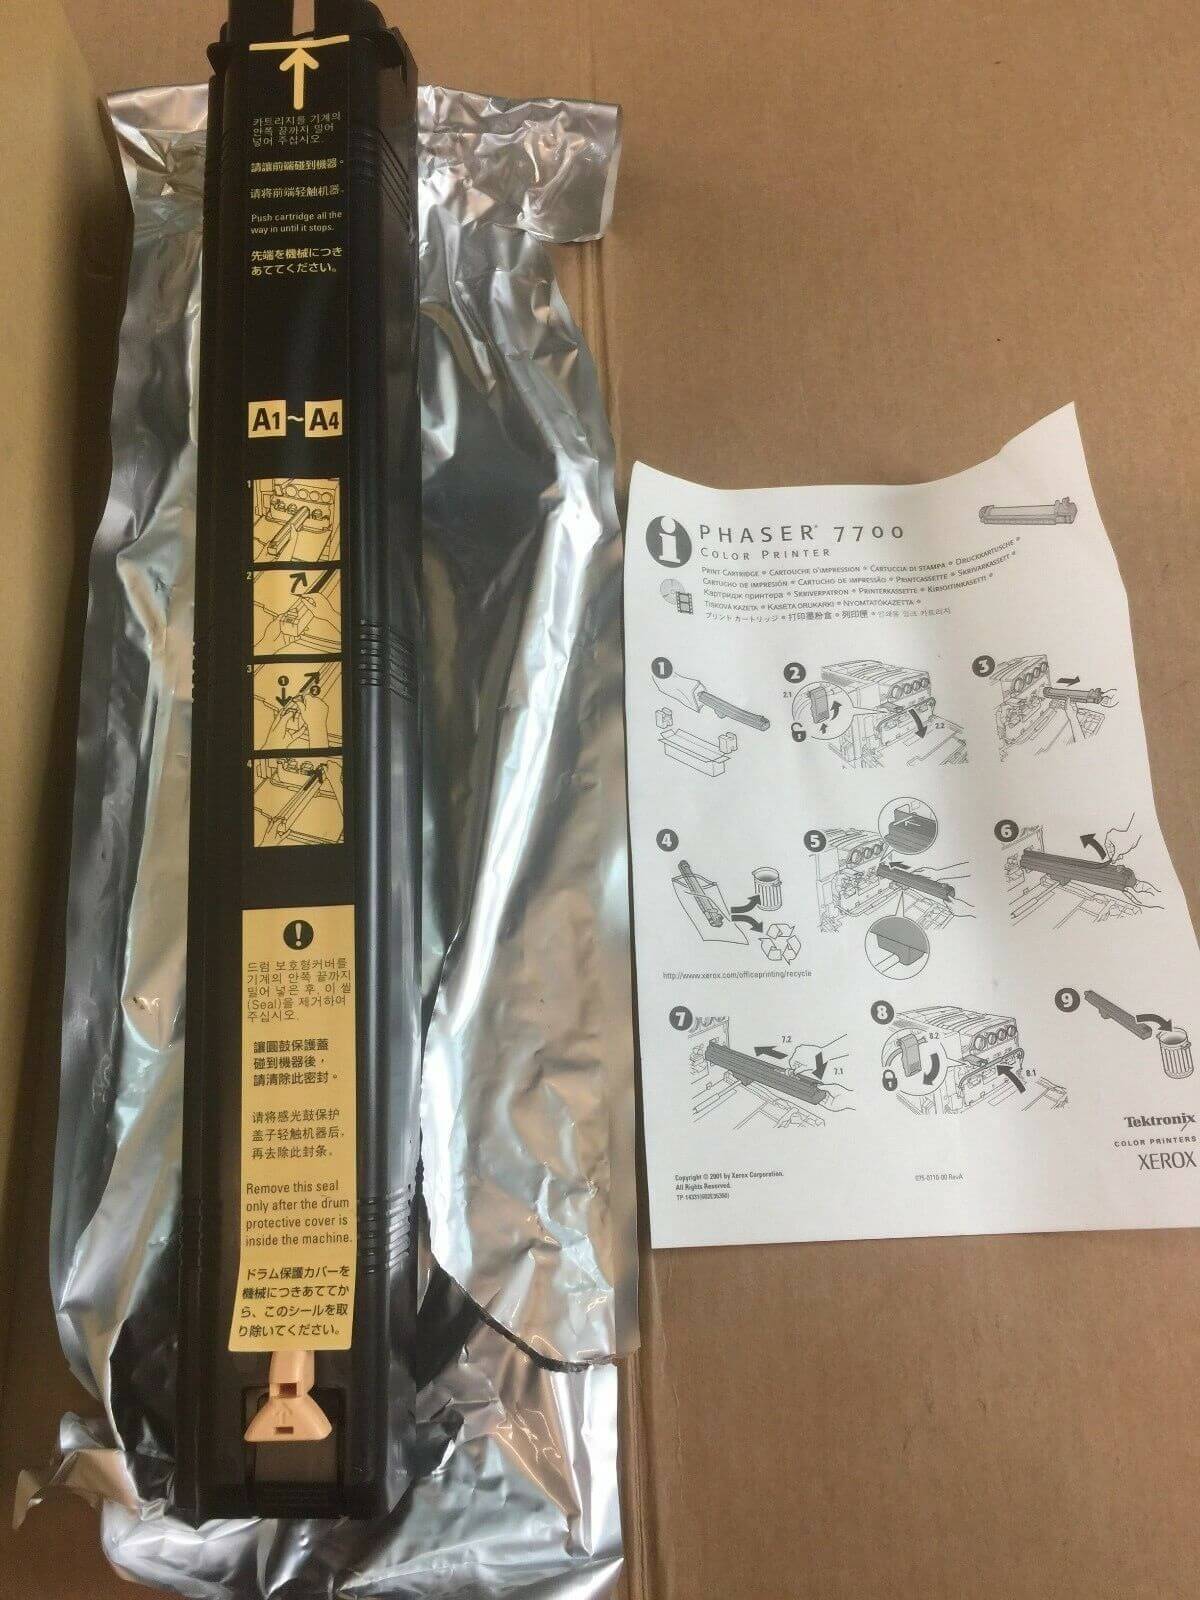 카트리지를 기계의
안쪽 끝까지 밀어
넣어 주십시오.
請讓前端碰到機器。
请将前端轻触机器.
Push cartridge all the
way in until it stops.
先端を機械につき
あててください。
A1~A4
1
2
3
1
2
4
!
드럼 보호형커버를
기계의 안쪽 끝까지
밀어 넣은 후, 이 씰
(Seal)을 제거하여
주십시오.
讓圓鼓保護蓋
碰到機器後，
請清除此密封。
请将感光鼓保护
盖子轻触机器后.
再去除此封条.
Remove this seal
only after the drum
protective cover is
inside the machine.
ドラム保護カバーを
機械につきあててか
ら、このシールを取
り除いてください。
i PHASER® 7700
COLOR PRINTER
PRINT CARTRIDGE • CARTOUCHE D'IMPRESSION • CARTUCCIA DI STAMPA • DRUCKKARTUSCHE •
CARTUCHO DE IMPRESIÓN • CARTUCHO DE IMPRESSÃO • PRINTCASSETTE • SKRIVARKASSETT •
Картридж принтера • SKRIVERPATRON • PRINTERKASSETTE • KIRJOITINKASETTI •
TISKOVÁ KAZETA • KASETA DRUKARKI • NYOMTATÓKAZETTA •
プリント カートリッジ • 打印墨粉盒 • 列印匣 •
1
2
2.1
2.2
3
4
5
6
http://www.xerox.com/officeprinting/recycle
7
7.2
7.1
8
8.2
8.1
9
Tektronix
COLOR PRINTERS
XEROX
Copyright © 2001 by Xerox Corporation.
All Rights Reserved.
075-0110-00 RevA